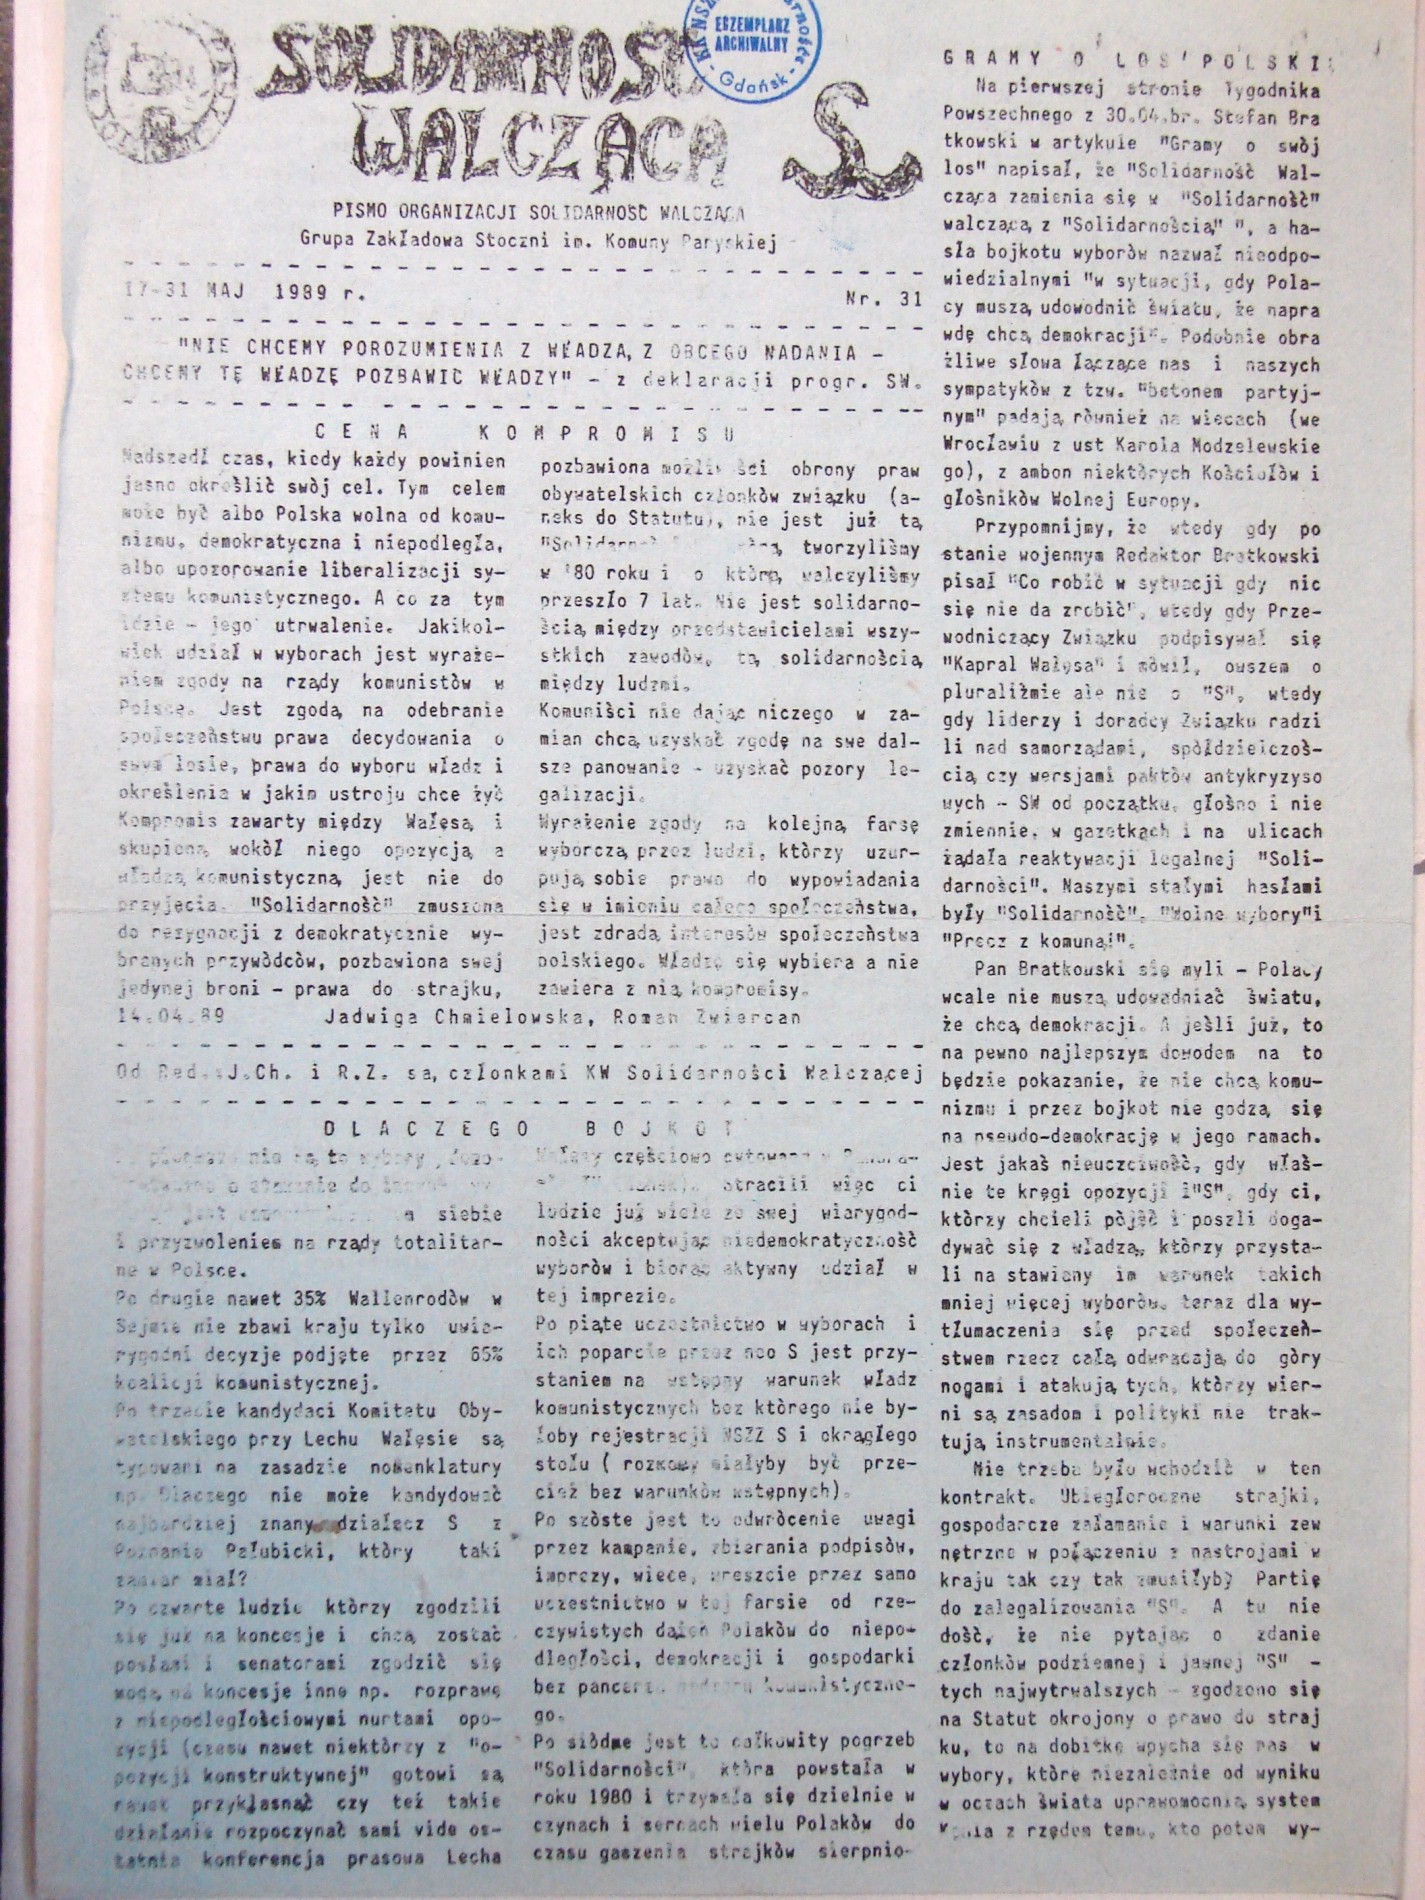 SOLIDARNOŚĆ
WALCZĄCA
EGZEMPLARZ
ARCHIWALNY
Gdańsk
PISMO ORGANIZACJI SOLIDARNOŚĆ WALCZĄCA
Grupa Zakładowa Stoczni im. Komuny Paryskiej
17-31 MAJ 1989 r.
Nr. 31
"NIE CHCEMY POROZUMIENIA Z WŁADZĄ Z OBCEGO NADANIA -
CHCEMY TĘ WŁADZĘ POZBAWIĆ WŁADZY" - z deklaracji progr. SW.
CENA KOMPROMISU
Nadszedł czas, kiedy każdy powinien
jasno określić swój cel. Tym celem
może być albo Polska wolna od komu-
nizmu, demokratyczna i niepodległa,
albo upozorowanie liberalizacji sy-
stemu komunistycznego. A co za tym
idzie - jego utrwalenie. Jakikol-
wiek udział w wyborach jest wyraże-
niem zgody na rządy komunistów w
Polsce. Jest zgodą na odebranie
społeczeństwu prawa decydowania o
swym losie, prawa do wyboru władz i
określenia w jakim ustroju chce żyć
Kompromis zawarty między Wałęsą i
skupioną wokół niego opozycją a
władzą komunistyczną jest nie do
przyjęcia. "Solidarność" zmuszona
do rezygnacji z demokratycznie wy-
branych przywódców, pozbawiona swej
jedynej broni - prawa do strajku,
pozbawiona możliwości obrony praw
obywatelskich członków związku (a-
neks do Statutu), nie jest już tą
tworzyliśmy
w '80 roku i o którą walczyliśmy
przeszło 7 lat. Nie jest solidarno-
ścią między przedstawicielami wszy-
stkich zawodów, tą solidarnością
między ludźmi.
Komuniści nie dając niczego w za-
mian chcą uzyskać zgodę na swe dal-
sze panowanie - uzyskać pozory le-
galizacji.
Wyrażenie zgody na kolejną farsę
wyborczą przez ludzi, którzy uzur-
pują sobie prawo do wypowiadania
się w imieniu całego społeczeństwa,
jest zdradą interesów społeczeństwa
polskiego. Władzę się wybiera a nie
zawiera z nią kompromisy.
14.04.89 Jadwiga Chmielowska, Roman Zwiercan
Od Red. J.Ch. i R.Z. są członkami KW Solidarności Walczącej
DLACZEGO BOJKOT
nie są to wybory
siebie
i przyzwoleniem na rządy totalitar-
ne w Polsce.
Po drugie nawet 35% Wallenrodów w
Sejmie nie zbawi kraju tylko uwia-
rygodni decyzje podjęte przez 65%
koalicji komunistycznej.
Po trzecie kandydaci Komitetu Oby-
watelskiego przy Lechu Wałęsie są
typowani na zasadzie nomenklatury
np. Dlaczego nie może kandydować
najbardziej znany działacz S z
Poznania Pałubicki, który taki
zamiar miał?
Po czwarte ludzie którzy zgodzili
się już na koncesje i chcą zostać
posłami i senatorami zgodzić się
mogą na koncesje inne np. rozprawę
z niepodległościowymi nurtami opo-
zycji (czemu nawet niektórzy z "o-
pozycji konstruktywnej" gotowi są
nawet przyklasnąć czy też takie
działanie rozpoczynać sami vide os-
tatnia konferencja prasowa Lecha
Wałęsy częściowo cytowana w
Stracili więc ci
ludzie już wiele ze swej wiarygod-
ności akceptując niedemokratyczność
wyborów i biorąc aktywny udział w
tej imprezie.
Po piąte uczestnictwo w wyborach i
ich poparcie przez neo S jest przy-
staniem na wstępny warunek władz
komunistycznych bez którego nie by-
łoby rejestracji NSZZ S i okrągłego
stołu ( rozmowy miałyby być prze-
cież bez warunków wstępnych).
Po szóste jest to odwrócenie uwagi
przez kampanie, zbierania podpisów,
imprezy, wiece, wreszcie przez samo
uczestnictwo w tej farsie od rze-
czywistych dążeń Polaków do niepo-
dległości, demokracji i gospodarki
bez komunistyczne-
go.
Po siódme jest to całkowity pogrzeb
"Solidarności" która powstała w
roku 1980 i trzymała się dzielnie w
czynach i sercach wielu Polaków do
czasu gaszenia strajków sierpnio-
GRAMY O LOS POLSKI
Na pierwszej stronie Tygodnika
Powszechnego z 30.04.br. Stefan Bra
tkowski w artykule "Gramy o swój
los" napisał, że "Solidarność Wal-
cząca zamienia się w "Solidarność"
walczącą z "Solidarnością" ", a ha-
sła bojkotu wyborów nazwał nieodpo-
wiedzialnymi "w sytuacji, gdy Pola-
cy muszą udowodnić światu, że napra
wdę chcą demokracji". Podobnie obra
źliwe słowa łączące nas i naszych
sympatyków z tzw. "betonem partyj-
nym" padają również na wiecach (we
Wrocławiu z ust Karola Modzelewskie
go), z ambon niektórych Kościołów i
głośników Wolnej Europy.
Przypomnijmy, że wtedy gdy po
stanie wojennym Redaktor Bratkowski
pisał "Co robić w sytuacji gdy nic
się nie da zrobić", wtedy gdy Prze-
wodniczący Związku podpisywał się
"Kapral Wałęsa" i mówił, owszem o
pluraliźmie ale nie o "S", wtedy
gdy liderzy i doradcy Związku radzi
li nad samorządami, spółdzielczoś-
cią czy wersjami paktów antykryzyso
wych - SW od początku, głośno i nie
zmiennie, w gazetkach i na ulicach
żądała reaktywacji legalnej "Soli-
darności". Naszymi stałymi hasłami
były "Solidarność", "Wolne wybory"i
"Precz z komuną!".
Pan Bratkowski się myli - Polacy
wcale nie muszą udowadniać światu,
że chcą demokracji. A jeśli już, to
na pewno najlepszym dowodem na to
będzie pokazanie, że nie chcą komu-
nizmu i przez bojkot nie godzą się
na pseudo-demokrację w jego ramach.
Jest jakaś nieuczciwość, gdy właś-
nie te kręgi opozycji i"S", gdy ci,
którzy chcieli pójść i poszli doga-
dywać się z władzą, którzy przysta-
li na stawiany im warunek takich
mniej więcej wyborów, teraz dla wy-
tłumaczenia się przed społeczeń-
stwem rzecz całą odwracają do góry
nogami i atakują tych, którzy wier-
ni są zasadom i polityki nie trak-
tują instrumentalnie.
Nie trzeba było wchodzić w ten
kontrakt. Ubiegłoroczne strajki,
gospodarcze załamanie i warunki zew
nętrzne w połączeniu z nastrojami w
kraju tak czy tak zmusiłyby Partię
do zalegalizowania "S". A tu nie
dość, że nie pytając o zdanie
członków podziemnej i jawnej "S" -
tych najwytrwalszych - zgodzono się
na Statut okrojony o prawo do straj
ku, to na dobitkę wpycha się nas w
wybory, które niezależnie od wyniku
w oczach świata uprawomocnią system
z rzędem temu, kto potem wy-